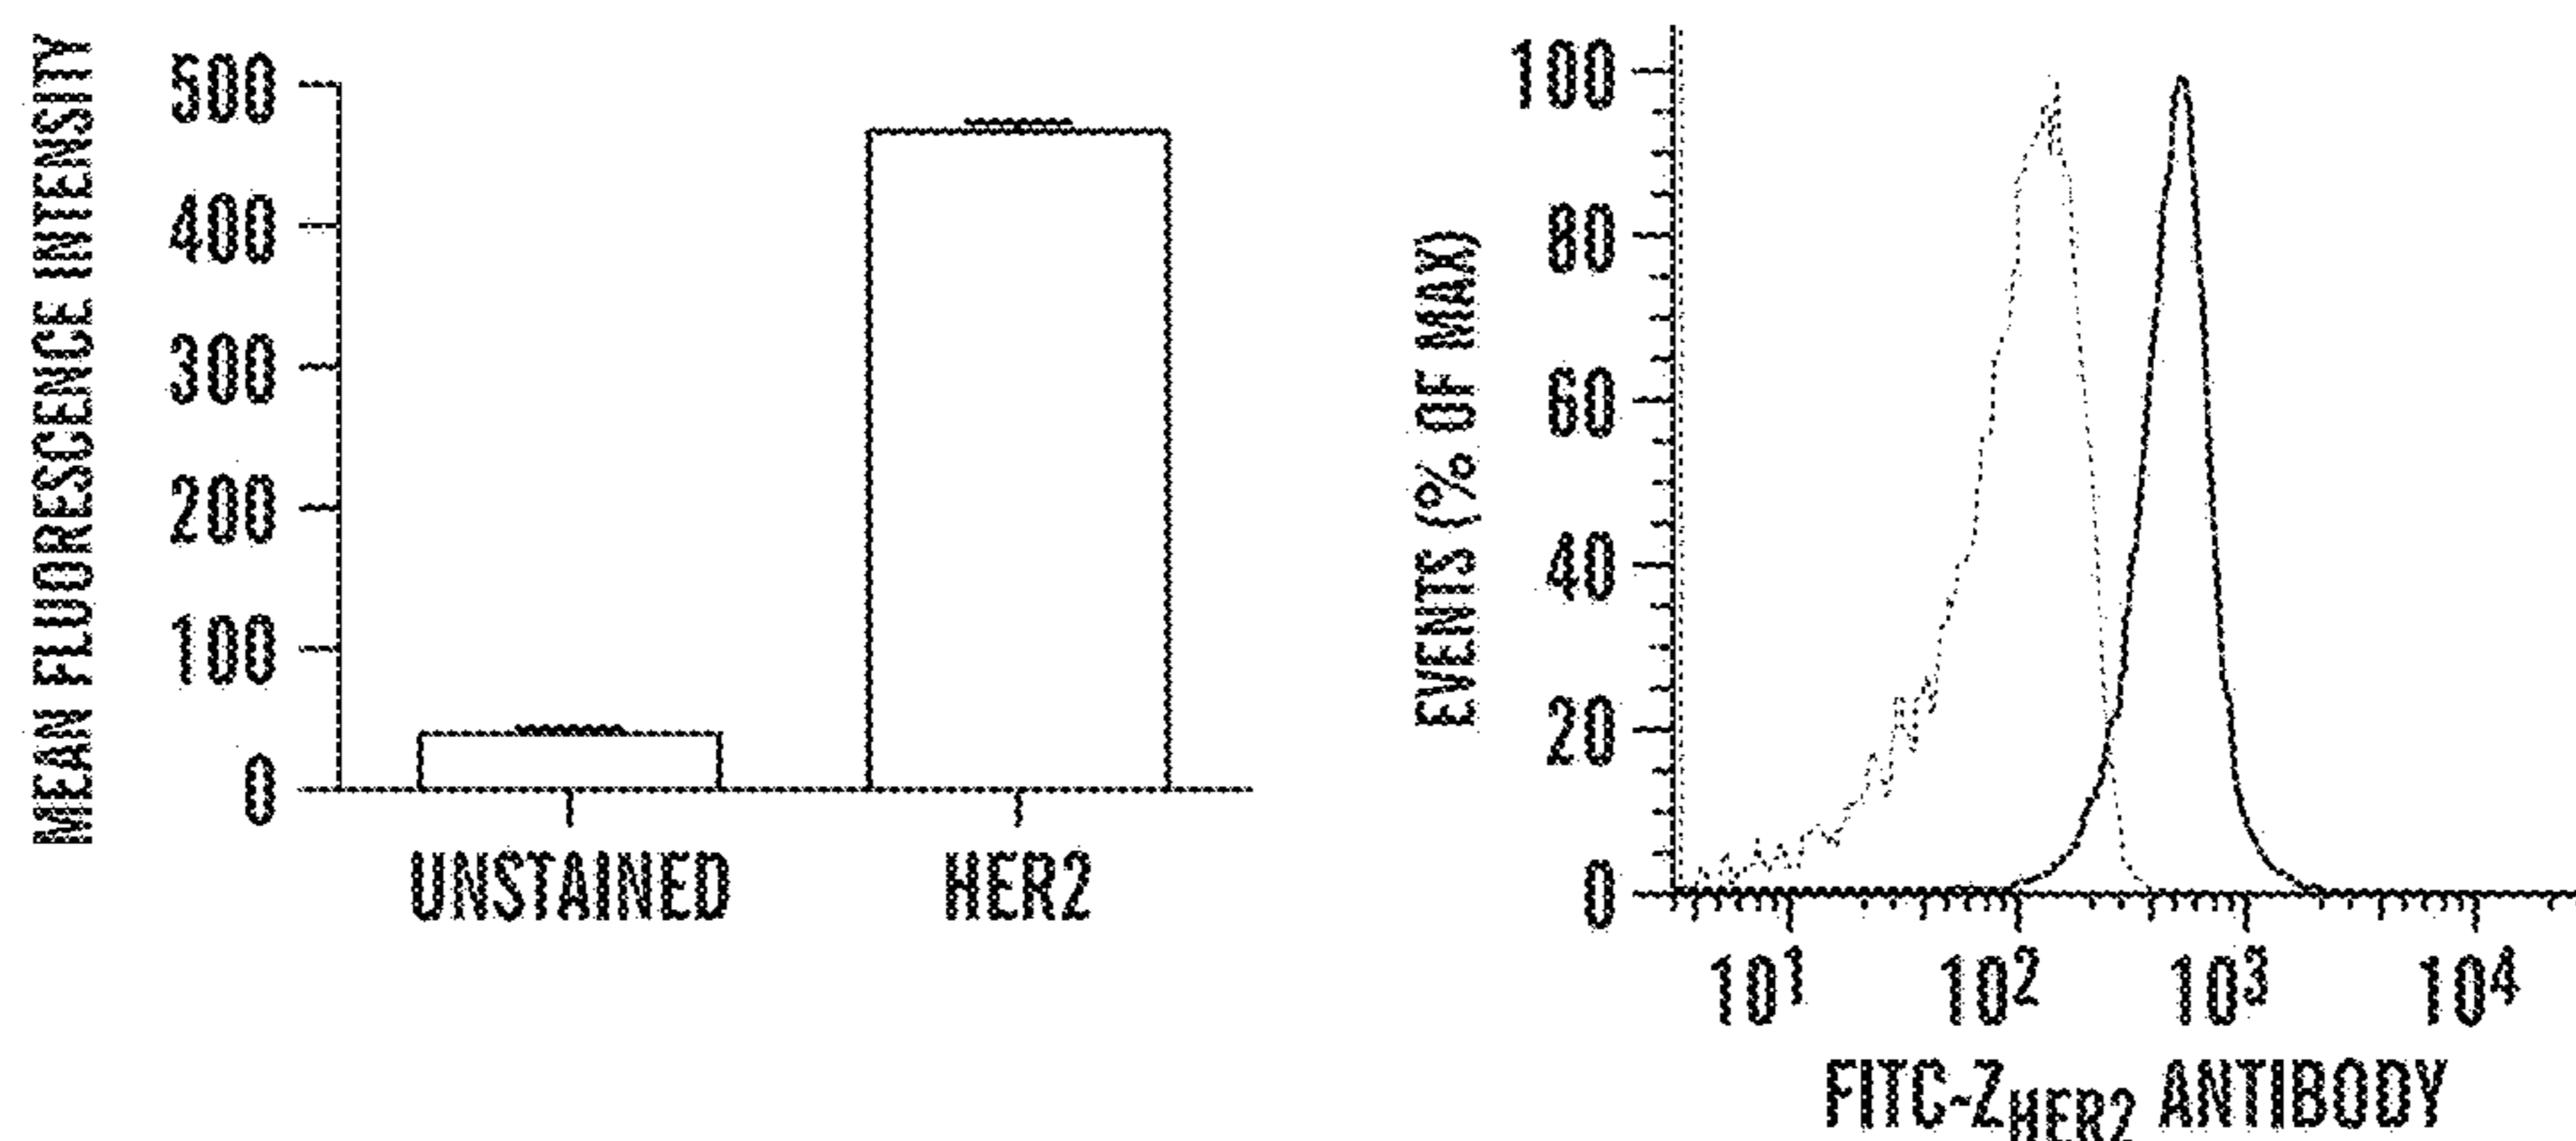 MEAN FLUORESCENCE INTENSITY
500
400
300
200
100
0
UNSTAINED HER2
EVENTS (% OF MAX)
100
80
60
40
20
0
10¹ 10² 10³ 10⁴
FITC-ZHER2 ANTIBODY